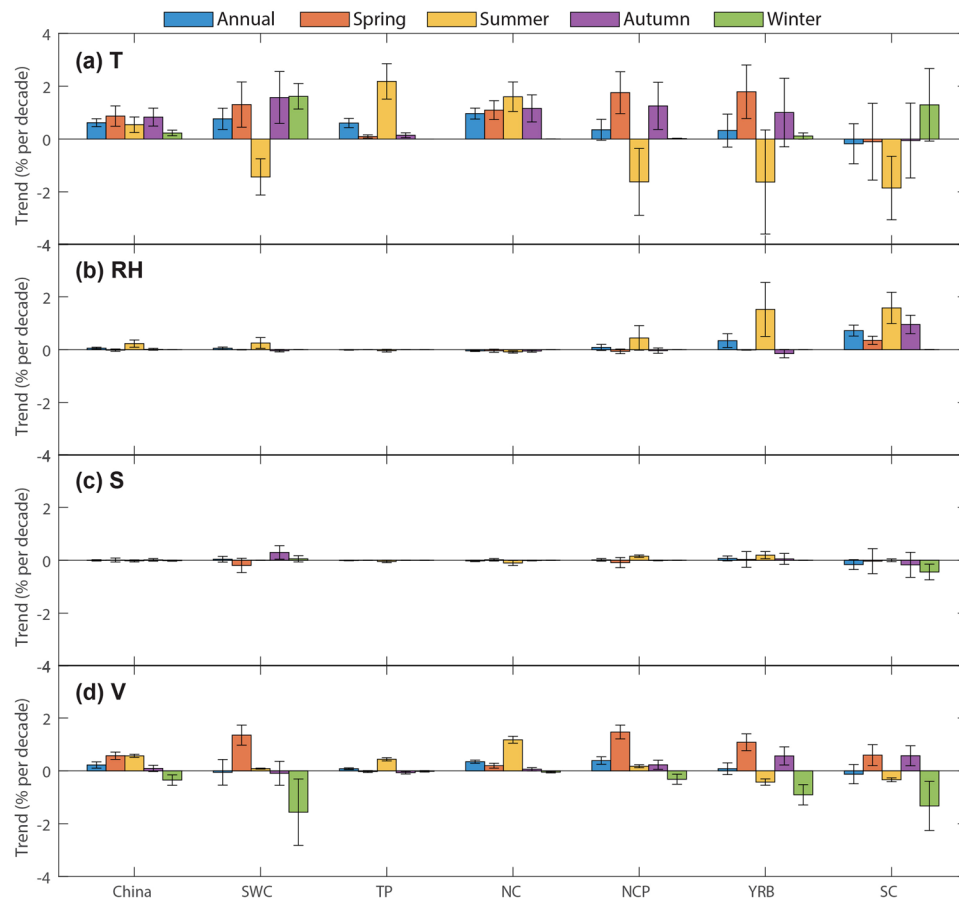 Annual Spring Summer Autumn Winter
4
(a) T
2
0
-2
-4
Trend (% per decade)
(b) RH
2
0
-2
-4
Trend (% per decade)
(c) S
2
0
-2
-4
Trend (% per decade)
(d) V
2
0
-2
-4
Trend (% per decade)
China SWC TP NC NCP YRB SC